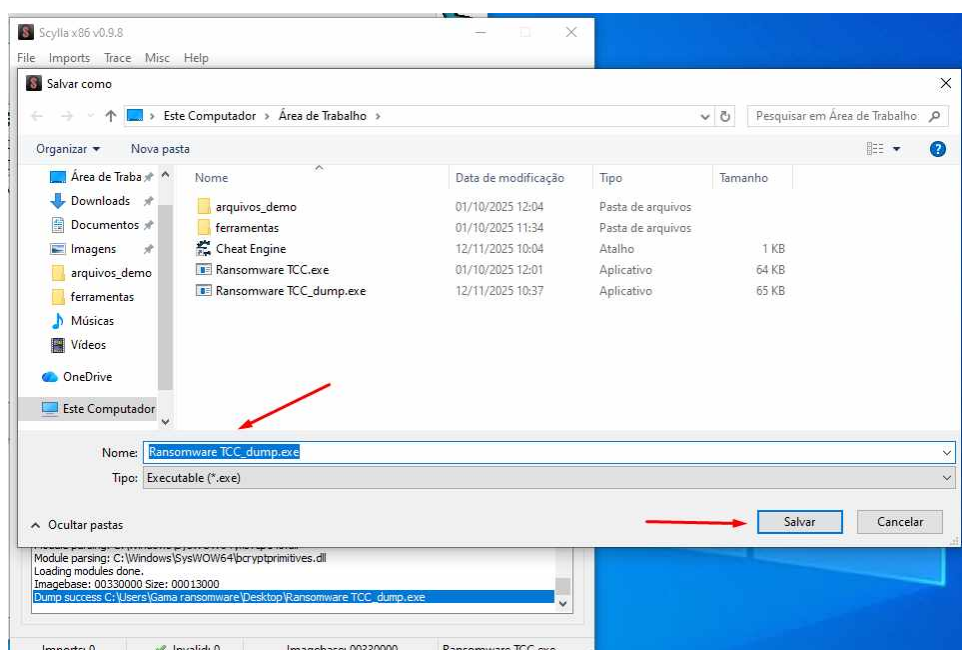 Scylla x86 v0.9.8
File Imports Trace Misc Help
Salvar como
Este Computador > Área de Trabalho >
Pesquisar em Área de Trabalho
Organizar Nova pasta
Área de Traba
Downloads
Documentos
Imagens
arquivos_demo
ferramentas
Músicas
Vídeos
OneDrive
Este Computador
Nome Data de modificação Tipo Tamanho
arquivos_demo 01/10/2025 12:04 Pasta de arquivos
ferramentas 01/10/2025 11:34 Pasta de arquivos
Cheat Engine 12/11/2025 10:04 Atalho 1 KB
Ransomware TCC.exe 01/10/2025 12:01 Aplicativo 64 KB
Ransomware TCC_dump.exe 12/11/2025 10:37 Aplicativo 65 KB
Nome: Ransomware TCC_dump.exe
Tipo: Executable (*.exe)
Ocultar pastas
Salvar Cancelar
Module parsing: C:\Windows\SysWOW64\bcryptprimitives.dll
Loading modules done.
Imagebase: 00330000 Size: 00013000
Dump success C:\Users\Gama ransomware\Desktop\Ransomware TCC_dump.exe
Imports: 0 Invalid: 0 Imagebase: 00330000 Ransomware TCC.exe